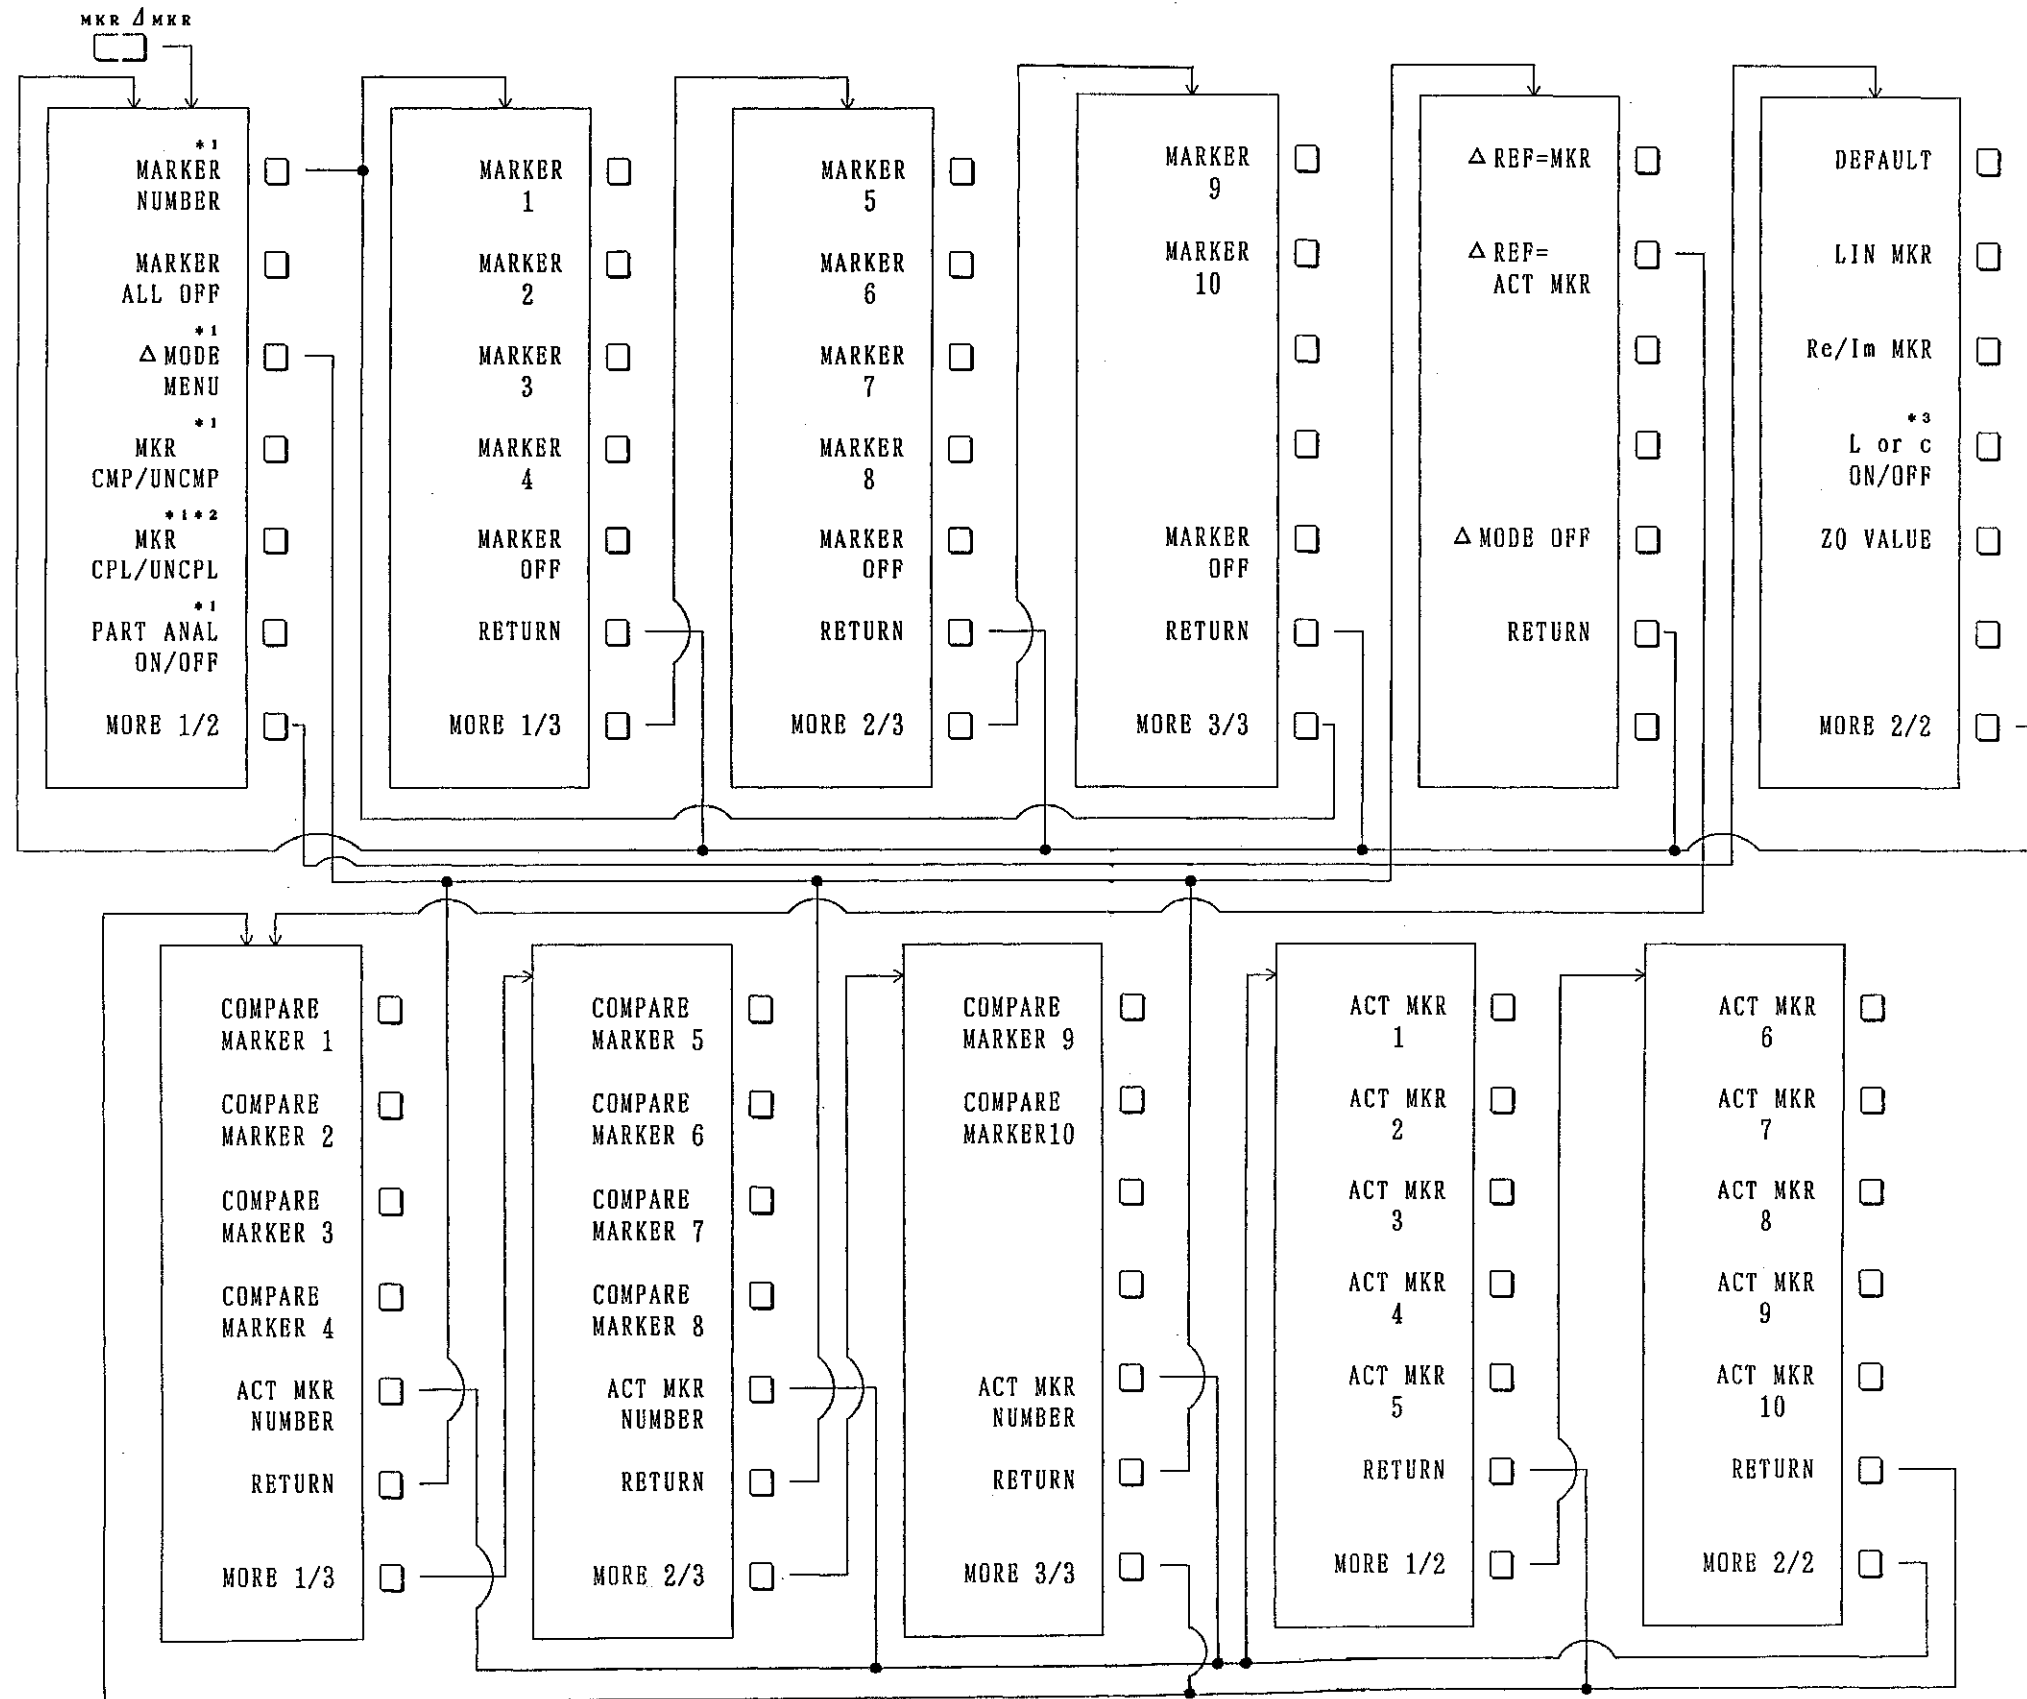 MKR Δ MKR
*1
MARKER
NUMBER
MARKER
ALL OFF
*1
Δ MODE
MENU
*1
MKR
CMP/UNCMP
*1*2
MKR
CPL/UNCPL
*1
PART ANAL
ON/OFF
MORE 1/2
MARKER
1
MARKER
2
MARKER
3
MARKER
4
MARKER
OFF
RETURN
MORE 1/3
MARKER
5
MARKER
6
MARKER
7
MARKER
8
MARKER
OFF
RETURN
MORE 2/3
MARKER
9
MARKER
10
MARKER
OFF
RETURN
MORE 3/3
Δ REF=MKR
Δ REF=
ACT MKR
Δ MODE OFF
RETURN
DEFAULT
LIN MKR
Re/Im MKR
*3
L or c
ON/OFF
Z0 VALUE
MORE 2/2
COMPARE
MARKER 1
COMPARE
MARKER 2
COMPARE
MARKER 3
COMPARE
MARKER 4
ACT MKR
NUMBER
RETURN
MORE 1/3
COMPARE
MARKER 5
COMPARE
MARKER 6
COMPARE
MARKER 7
COMPARE
MARKER 8
ACT MKR
NUMBER
RETURN
MORE 2/3
COMPARE
MARKER 9
COMPARE
MARKER10
ACT MKR
NUMBER
RETURN
MORE 3/3
ACT MKR
1
ACT MKR
2
ACT MKR
3
ACT MKR
4
ACT MKR
5
RETURN
MORE 1/2
ACT MKR
6
ACT MKR
7
ACT MKR
8
ACT MKR
9
ACT MKR
10
RETURN
MORE 2/2